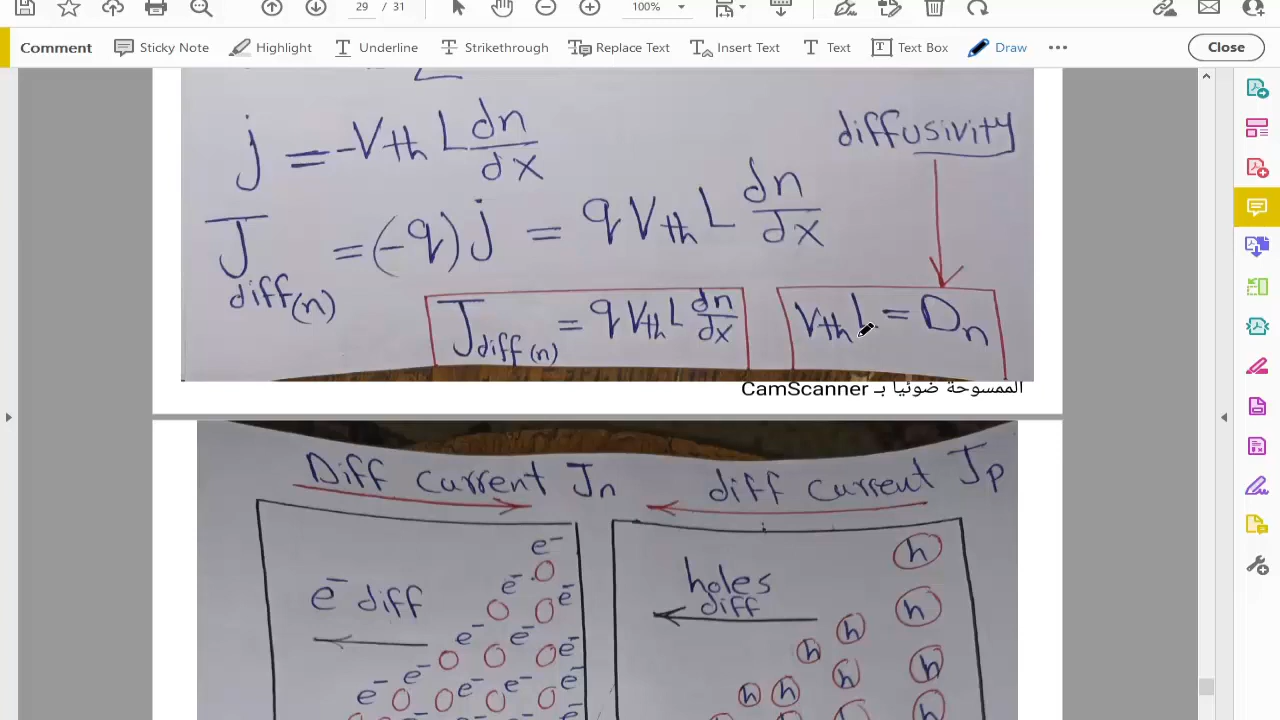 29 / 31
100%
Comment Sticky Note Highlight Underline Strikethrough Replace Text Insert Text Text Text Box Draw Close
j = -Vth L dn/dx
diffusivity
J diff(n) = (-q) j = q Vth L dn/dx
J diff(n) = q Vth L dn/dx
Vth L = Dn
الممسوحة ضوئيا بـ CamScanner
Diff current Jn
diff current Jp
e⁻ diff
e⁻
e⁻ e⁻
e⁻ e⁻ e⁻
e⁻ e⁻ e⁻ e⁻
e⁻
holes
diff
h
h
h
h h
h
h h
h